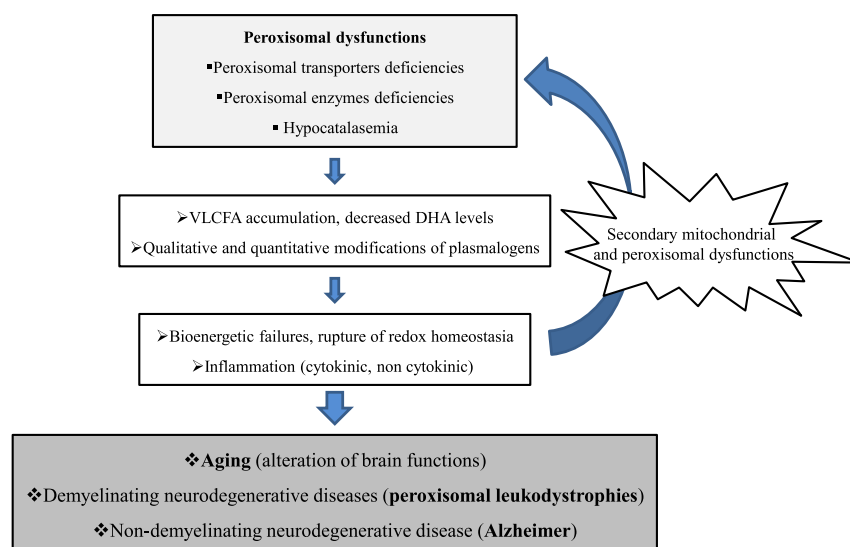 Peroxisomal dysfunctions
▪Peroxisomal transporters deficiencies
▪Peroxisomal enzymes deficiencies
▪ Hypocatalasemia
➢VLCFA accumulation, decreased DHA levels
➢Qualitative and quantitative modifications of plasmalogens
Secondary mitochondrial
and peroxisomal dysfunctions
➢Bioenergetic failures, rupture of redox homeostasia
➢Inflammation (cytokinic, non cytokinic)
❖Aging (alteration of brain functions)
❖Demyelinating neurodegenerative diseases (peroxisomal leukodystrophies)
❖Non-demyelinating neurodegenerative disease (Alzheimer)